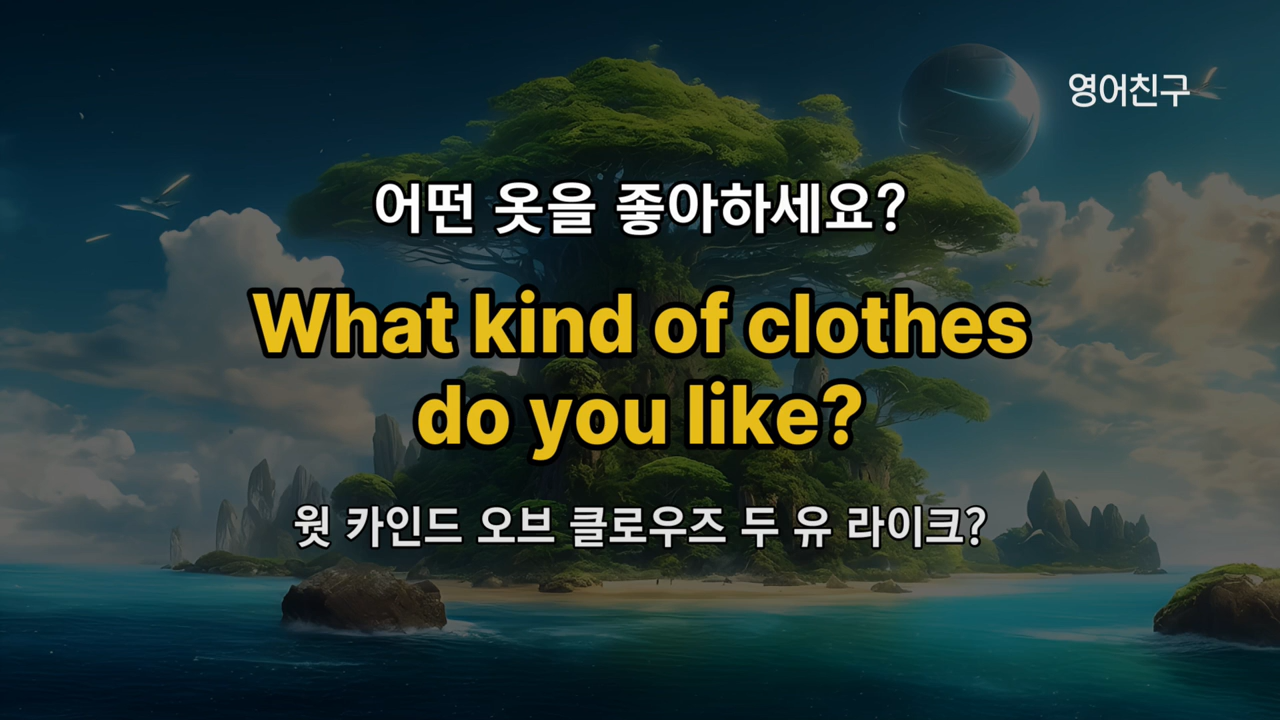 영어친구
어떤 옷을 좋아하세요?
What kind of clothes
do you like?
웟 카인드 오브 클로우즈 두 유 라이크?